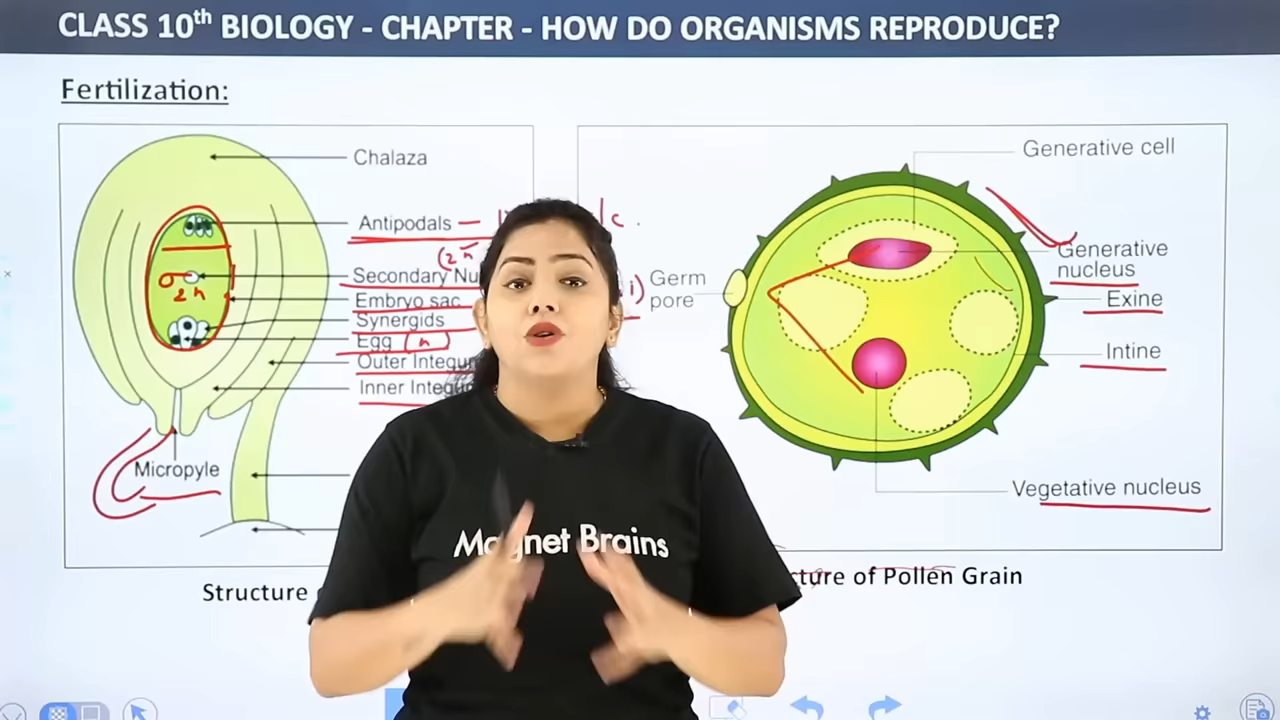 CLASS 10th BIOLOGY - CHAPTER - HOW DO ORGANISMS REPRODUCE?
Fertilization:
Chalaza
Antipodals
Secondary Nu
2n
Embryo sac
Synergids
Egg (n)
Outer Integum
Inner Integu
Micropyle
Structure
Generative cell
Generative
nucleus
Germ
pore
Exine
Intine
Vegetative nucleus
cture of Pollen Grain
Magnet Brains